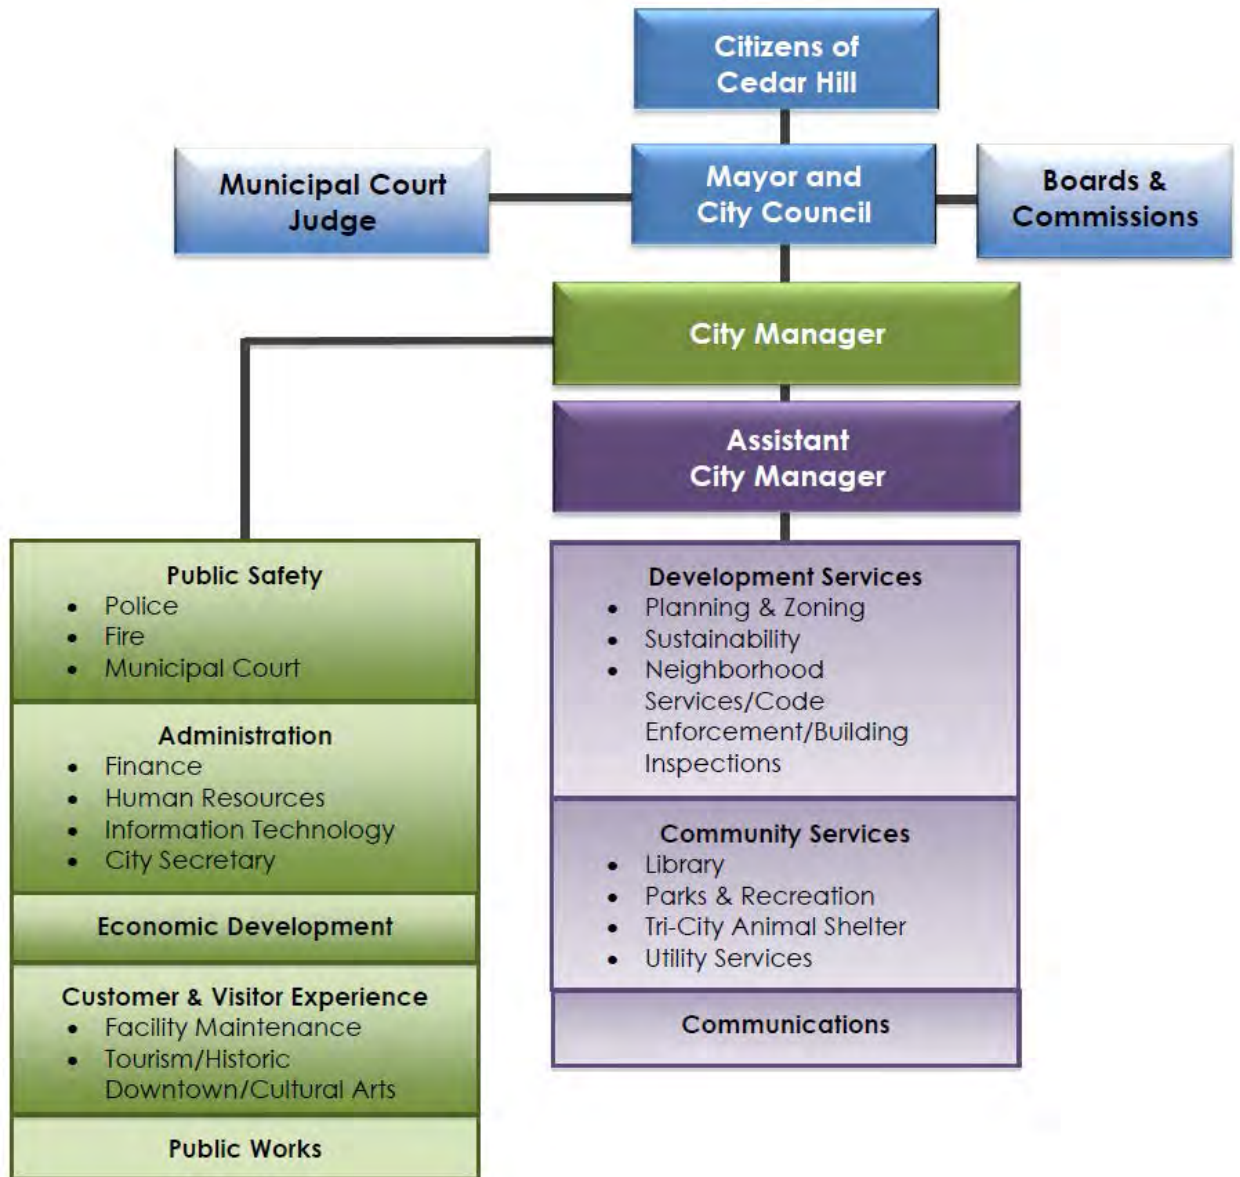 Citizens of
Cedar Hill
Municipal Court
Judge
Mayor and
City Council
Boards &
Commissions
City Manager
Assistant
City Manager
Public Safety
• Police
• Fire
• Municipal Court
Administration
• Finance
• Human Resources
• Information Technology
• City Secretary
Economic Development
Customer & Visitor Experience
• Facility Maintenance
• Tourism/Historic
Downtown/Cultural Arts
Public Works
Development Services
• Planning & Zoning
• Sustainability
• Neighborhood
Services/Code
Enforcement/Building
Inspections
Community Services
• Library
• Parks & Recreation
• Tri-City Animal Shelter
• Utility Services
Communications